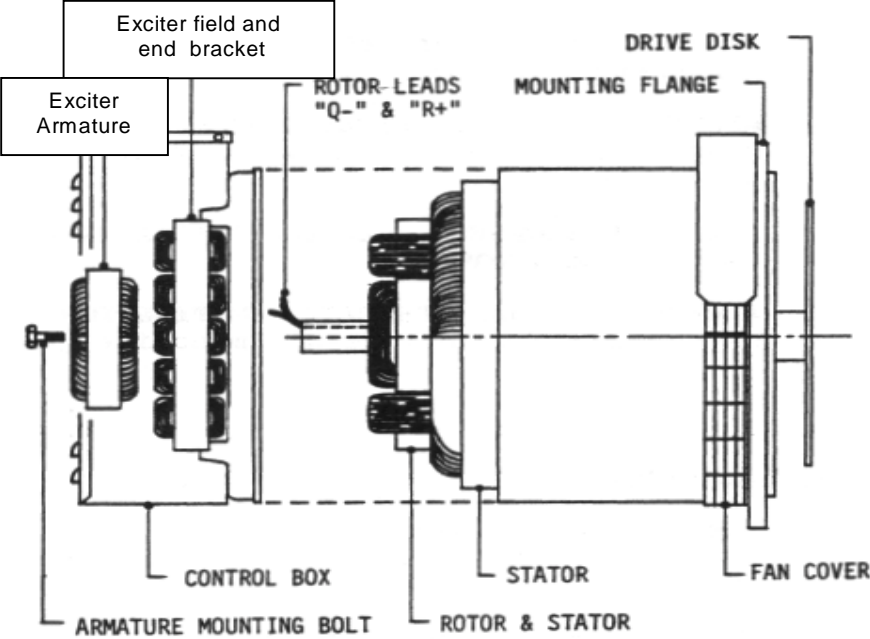 Exciter field and
end bracket
Exciter
Armature
ROTOR LEADS
"Q-" & "R+"
MOUNTING FLANGE
DRIVE DISK
CONTROL BOX
ARMATURE MOUNTING BOLT
STATOR
ROTOR & STATOR
FAN COVER